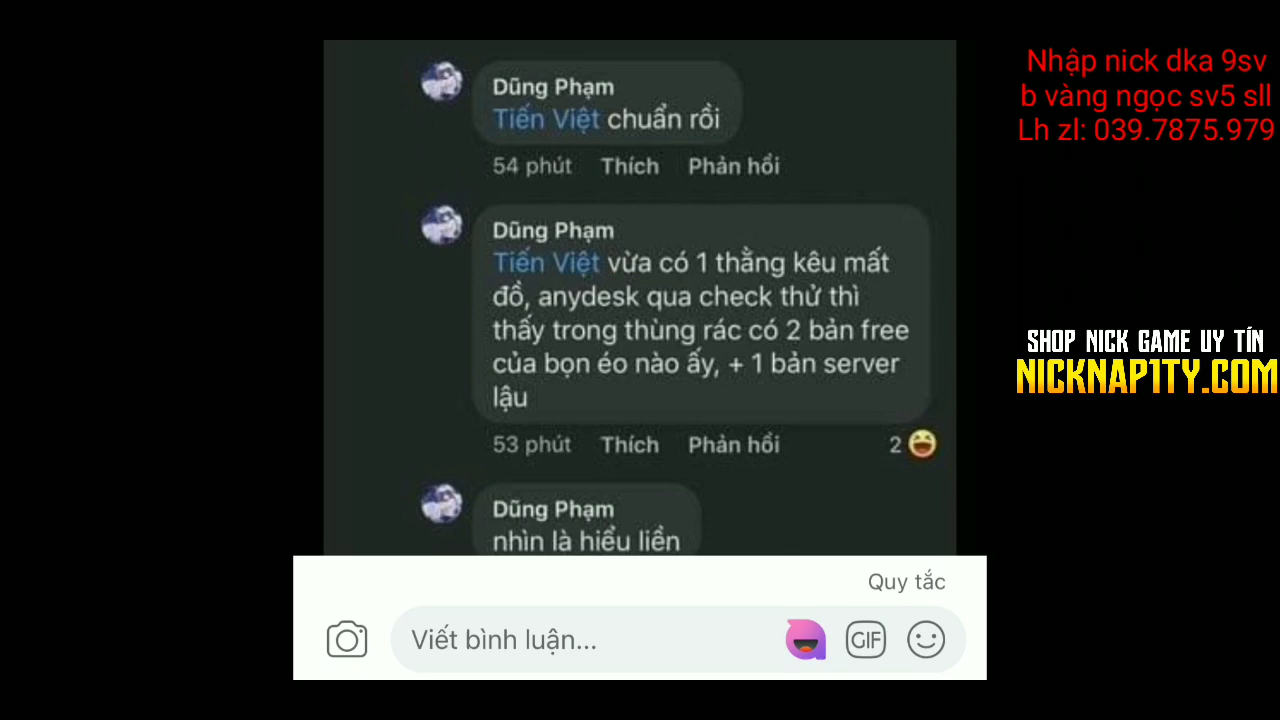 Dũng Phạm
Tiến Việt chuẩn rồi
54 phút Thích Phản hồi
Dũng Phạm
Tiến Việt vừa có 1 thằng kêu mất
đồ, anydesk qua check thử thì
thấy trong thùng rác có 2 bản free
của bọn éo nào ấy, + 1 bản server
lậu
53 phút Thích Phản hồi 2
Dũng Phạm
nhìn là hiểu liền
Quy tắc
Viết bình luận...
GIF
Nhập nick dka 9sv
b vàng ngọc sv5 sll
Lh zl: 039.7875.979
SHOP NICK GAME UY TÍN
NICKNAP1TY.COM